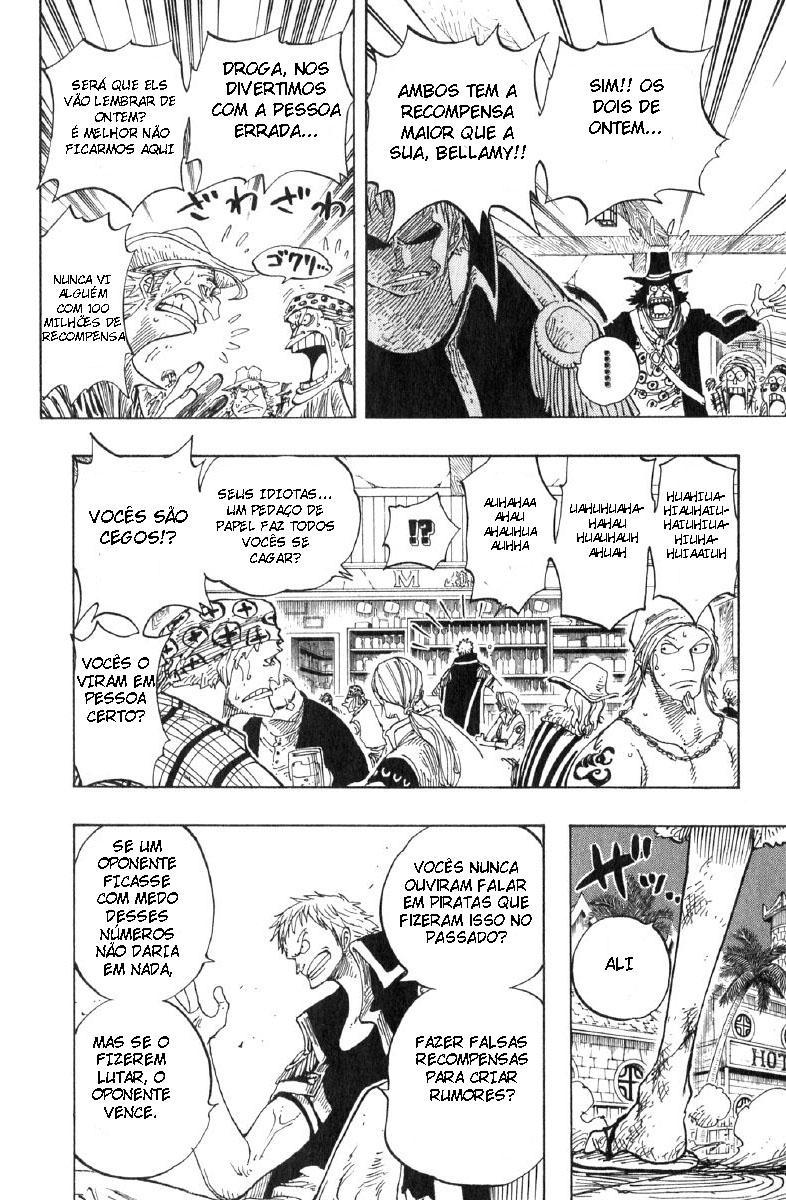 SIM!! OS
DOIS DE
ONTEM...
AMBOS TEM A
RECOMPENSA
MAIOR QUE A
SUA, BELLAMY!!
!!......
DROGA, NOS
DIVERTIMOS
COM A PESSOA
ERRADA...
SERÁ QUE ELS
VÃO LEMBRAR DE
ONTEM?
É MELHOR NÃO
FICARMOS AQUI
ざわざわ
ゴクリ...
NUNCA VI
ALGUÉM
COM 100
MILHÕES DE
RECOMPENSA
HUAHIUA-
HIAUHAIU-
HAIUHIUA-
HIUHA-
HUIAAIUH
UAHUHUAHA-
HAHAU
HUAUHAUH
AHUAH
AUHAHAA
AHAU
AHAUHUA
AUHHA
!?
SEUS IDIOTAS...
UM PEDAÇO DE
PAPEL FAZ TODOS
VOCÊS SE
CAGAR?
VOCÊS SÃO
CEGOS!?
M
VOCÊS O
VIRAM EM
PESSOA
CERTO?
ザッ...
ALI
HOT
VOCÊS NUNCA
OUVIRAM FALAR
EM PIRATAS QUE
FIZERAM ISSO NO
PASSADO?
FAZER FALSAS
RECOMPENSAS
PARA CRIAR
RUMORES?
SE UM
OPONENTE
FICASSE
COM MEDO
DESSES
NÚMEROS
NÃO DARIA
EM NADA,
MAS SE O
FIZEREM
LUTAR, O
OPONENTE
VENCE.